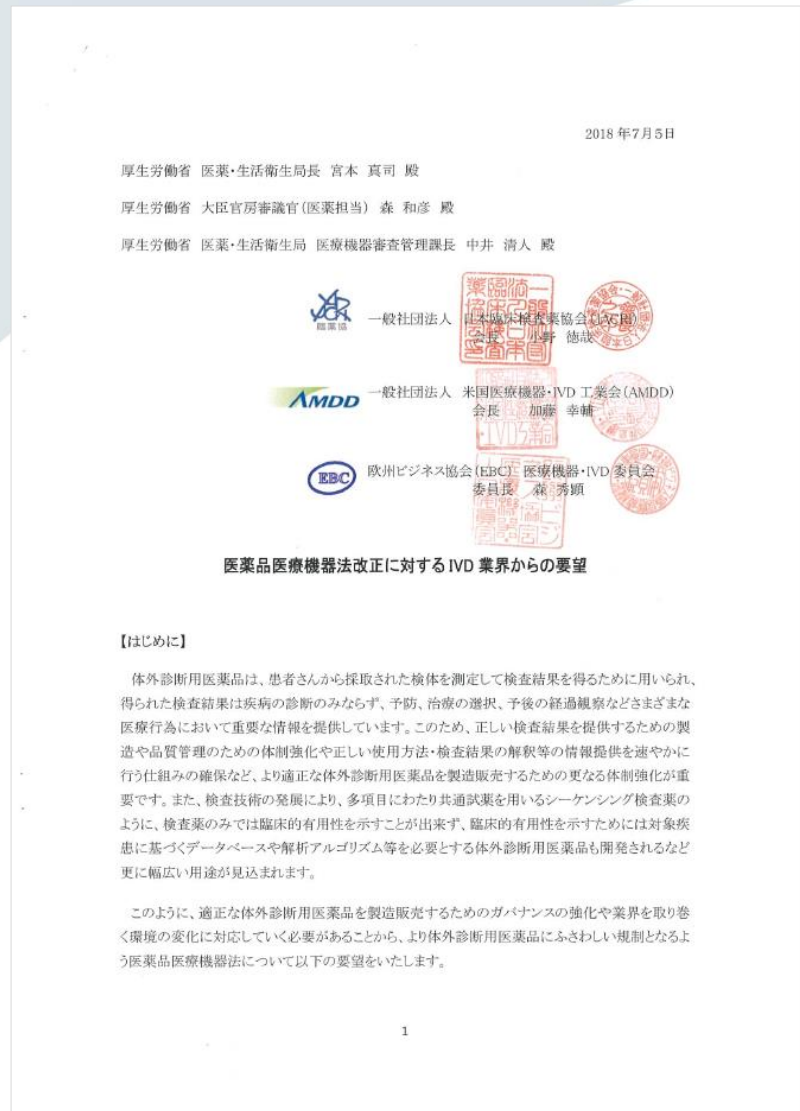 2018 年7月5日
厚生労働省 医薬・生活衛生局長 宮本 真司 殿
厚生労働省 大臣官房審議官(医薬担当) 森 和彦 殿
厚生労働省 医薬・生活衛生局 医療機器審査管理課長 中井 清人 殿
臨薬協
一般社団法人 日本臨床検査薬協会(JACRI)
会長 小野 徳哉
AMDD
一般社団法人 米国医療機器・IVD 工業会(AMDD)
会長 加藤 幸輔
EBC
欧州ビジネス協会(EBC) 医療機器・IVD 委員会
委員長 森 秀顕
医薬品医療機器法改正に対する IVD 業界からの要望
【はじめに】
体外診断用医薬品は、患者さんから採取された検体を測定して検査結果を得るために用いられ、
得られた検査結果は疾病の診断のみならず、予防、治療の選択、予後の経過観察などさまざまな
医療行為において重要な情報を提供しています。このため、正しい検査結果を提供するための製
造や品質管理のための体制強化や正しい使用方法・検査結果の解釈等の情報提供を速やかに
行う仕組みの確保など、より適正な体外診断用医薬品を製造販売するための更なる体制強化が重
要です。また、検査技術の発展により、多項目にわたり共通試薬を用いるシーケンシング検査薬の
ように、検査薬のみでは臨床的有用性を示すことが出来ず、臨床的有用性を示すためには対象疾
患に基づくデータベースや解析アルゴリズム等を必要とする体外診断用医薬品も開発されるなど
更に幅広い用途が見込まれます。
このように、適正な体外診断用医薬品を製造販売するためのガバナンスの強化や業界を取り巻
く環境の変化に対応していく必要があることから、より体外診断用医薬品にふさわしい規制となるよ
う医薬品医療機器法について以下の要望をいたします。
1